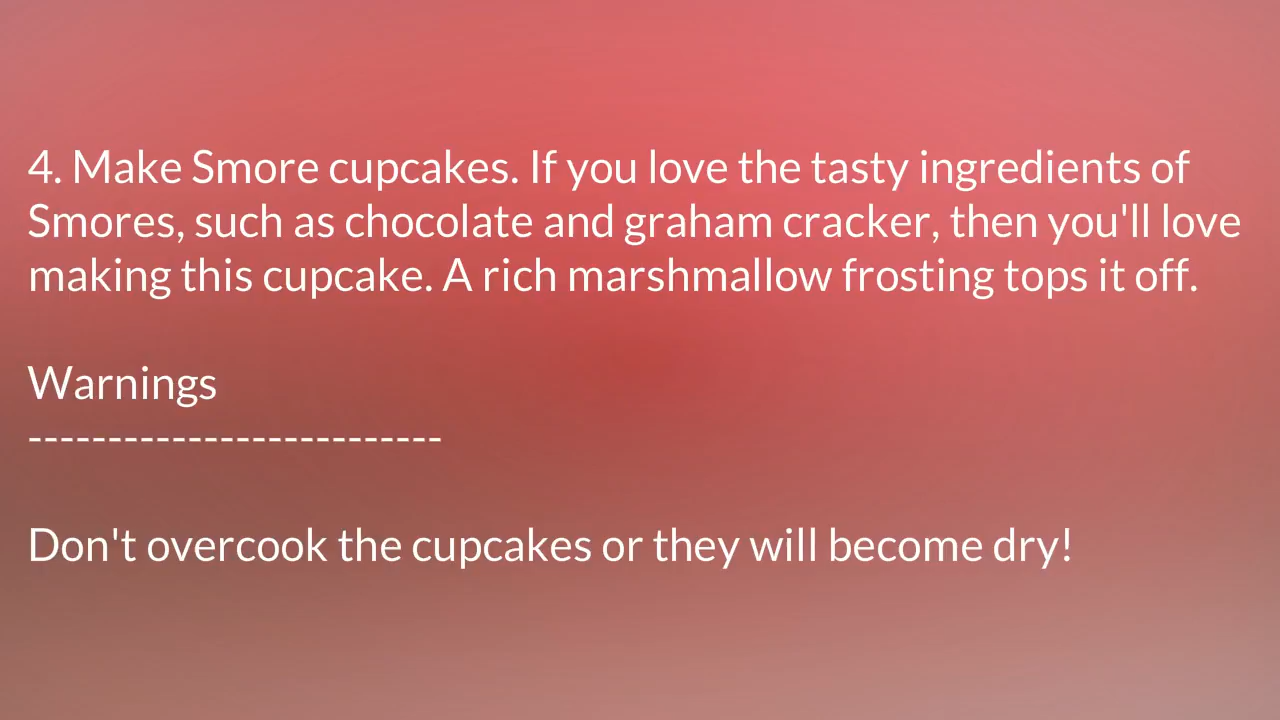 4. Make Smore cupcakes. If you love the tasty ingredients of
Smores, such as chocolate and graham cracker, then you'll love
making this cupcake. A rich marshmallow frosting tops it off.
Warnings
--------------------------
Don't overcook the cupcakes or they will become dry!